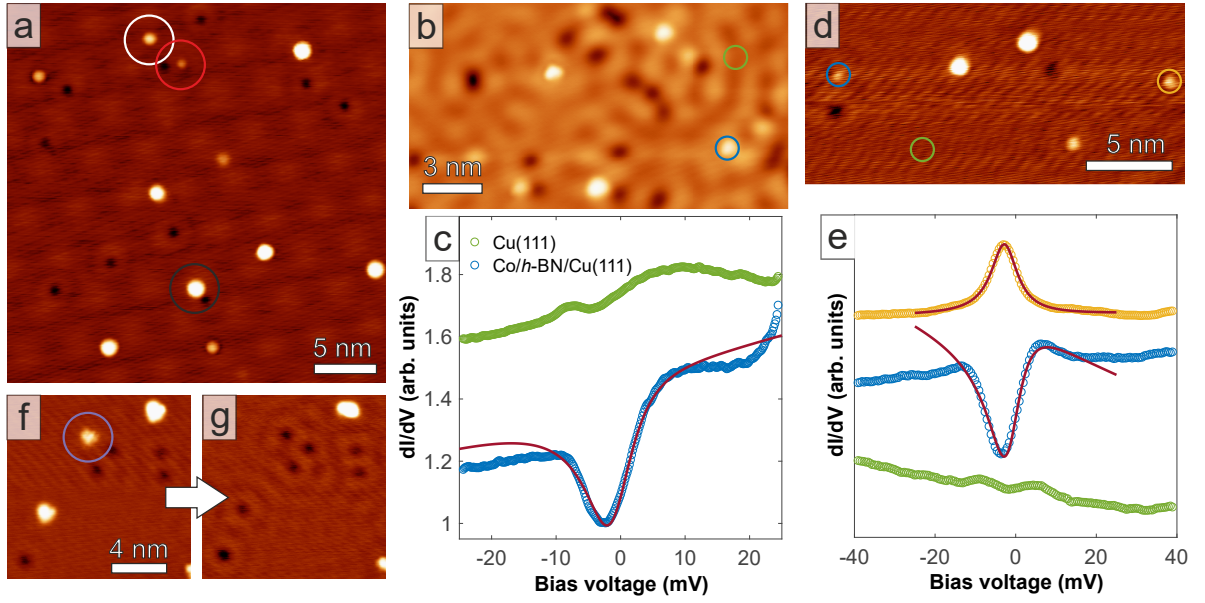 a
5 nm
b
3 nm
d
5 nm
c
Cu(111)
Co/h-BN/Cu(111)
1.8
1.6
1.4
1.2
1
dI/dV (arb. units)
-20
-10
0
10
20
Bias voltage (mV)
e
dI/dV (arb. units)
-40
-20
0
20
40
Bias voltage (mV)
f
4 nm
g